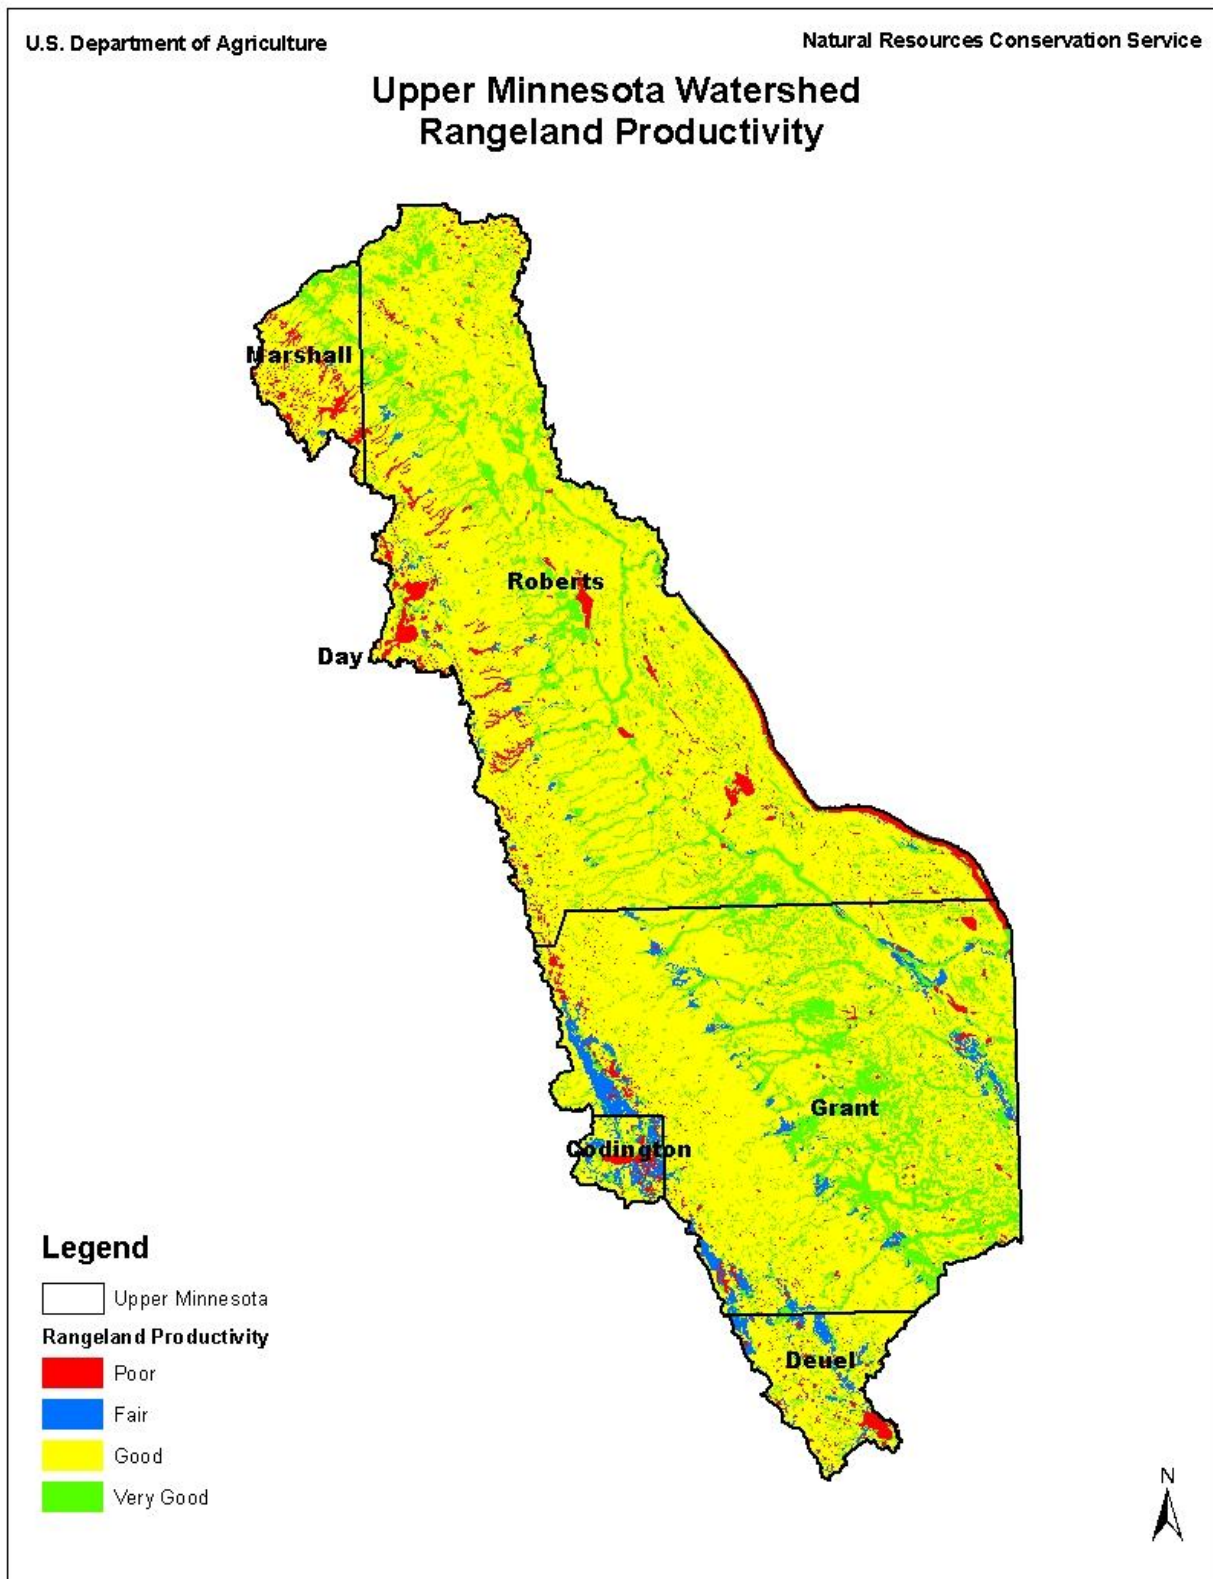 U.S. Department of Agriculture
Natural Resources Conservation Service
Upper Minnesota Watershed
Rangeland Productivity
Marshall
Roberts
Day
Grant
Codington
Deuel
Legend
Upper Minnesota
Rangeland Productivity
Poor
Fair
Good
Very Good
N